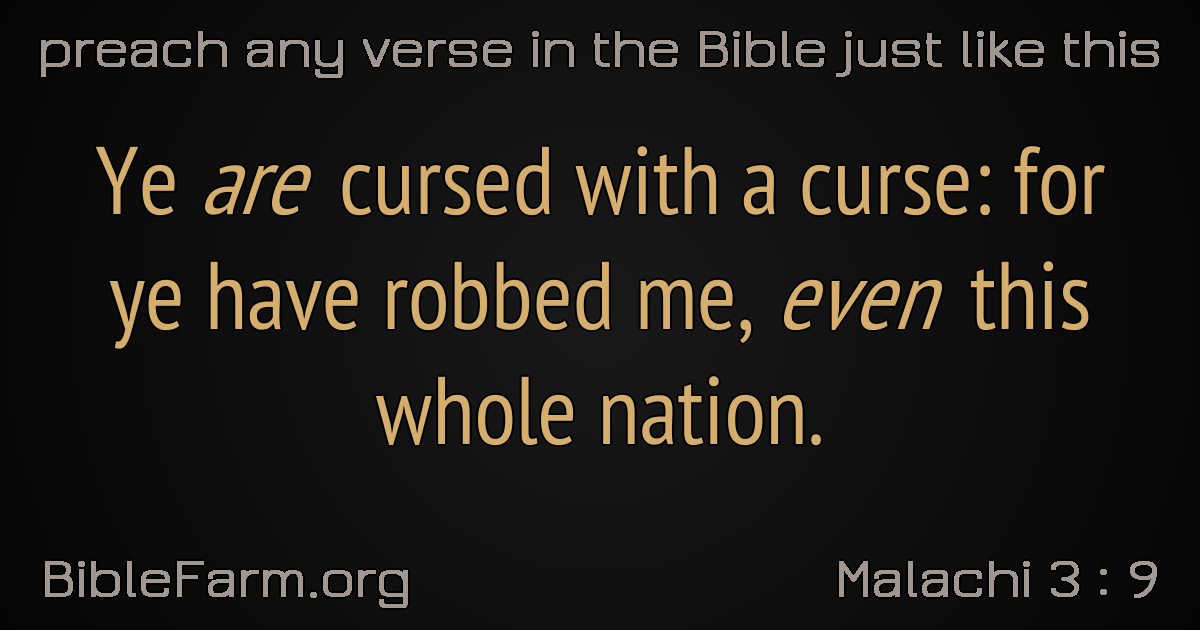 preach any verse in the Bible just like this
Ye are cursed with a curse: for
ye have robbed me, even this
whole nation.
BibleFarm.org
Malachi 3 : 9